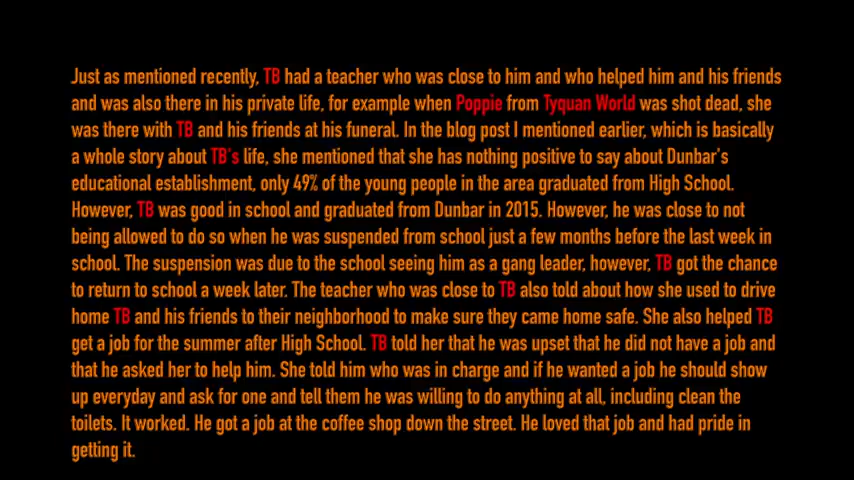 Just as mentioned recently, TB had a teacher who was close to him and who helped him and his friends
and was also there in his private life, for example when Poppie from Tyquan World was shot dead, she
was there with TB and his friends at his funeral. In the blog post I mentioned earlier, which is basically
a whole story about TB's life, she mentioned that she has nothing positive to say about Dunbar's
educational establishment, only 49% of the young people in the area graduated from High School.
However, TB was good in school and graduated from Dunbar in 2015. However, he was close to not
being allowed to do so when he was suspended from school just a few months before the last week in
school. The suspension was due to the school seeing him as a gang leader, however, TB got the chance
to return to school a week later. The teacher who was close to TB also told about how she used to drive
home TB and his friends to their neighborhood to make sure they came home safe. She also helped TB
get a job for the summer after High School. TB told her that he was upset that he did not have a job and
that he asked her to help him. She told him who was in charge and if he wanted a job he should show
up everyday and ask for one and tell them he was willing to do anything at all, including clean the
toilets. It worked. He got a job at the coffee shop down the street. He loved that job and had pride in
getting it.